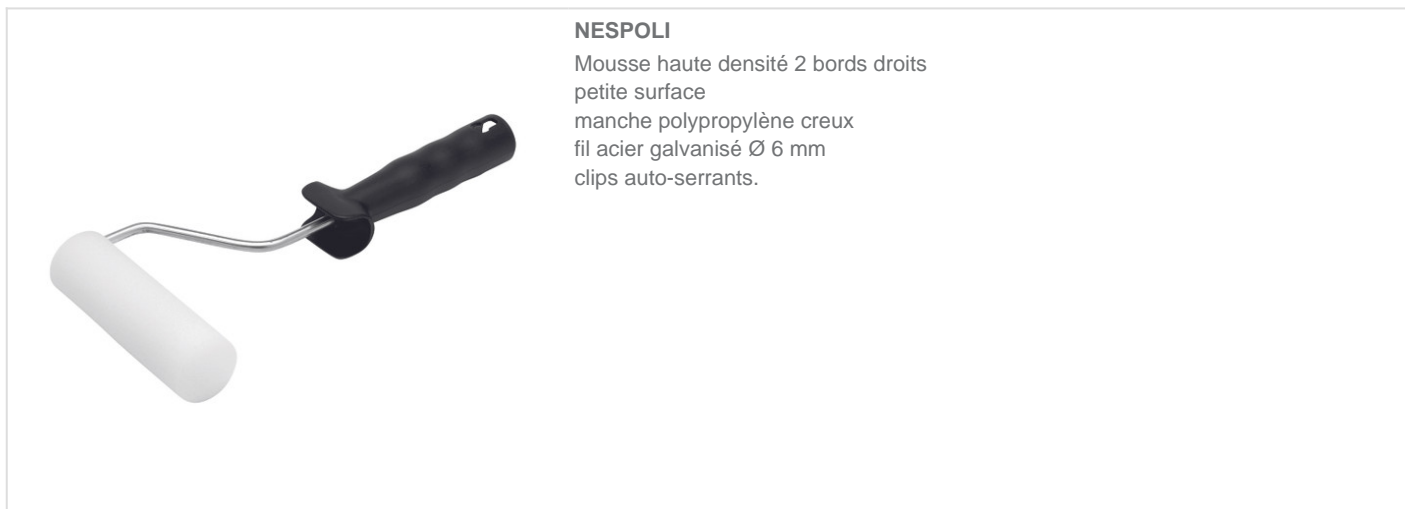 NESPOLI
Mousse haute densité 2 bords droits
petite surface
manche polypropylène creux
fil acier galvanisé Ø 6 mm
clips auto-serrants.